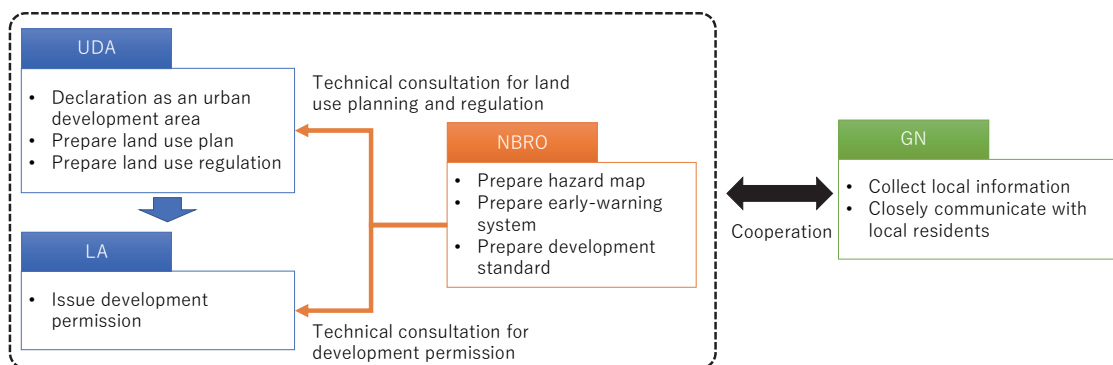 UDA
• Declaration as an urban
development area
• Prepare land use plan
• Prepare land use regulation
Technical consultation for land
use planning and regulation
NBRO
• Prepare hazard map
• Prepare early-warning
system
• Prepare development
standard
LA
• Issue development
permission
Technical consultation for
development permission
Cooperation
GN
• Collect local information
• Closely communicate with
local residents